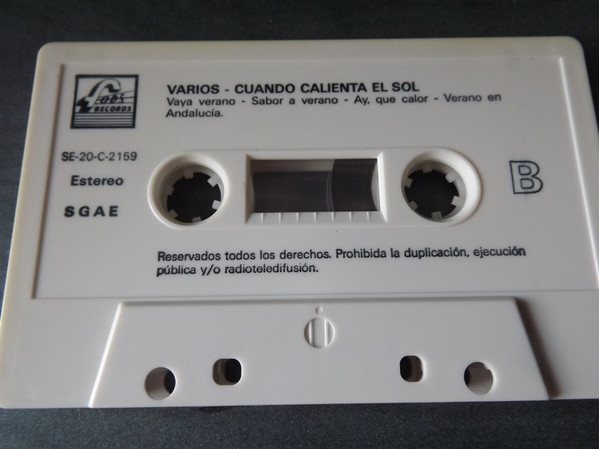 RECORDS
VARIOS - CUANDO CALIENTA EL SOL
Vaya verano - Sabor a verano - Ay, que calor - Verano en
Andalucía.
SE-20-C-2159
Estereo
SGAE
B
Reservados todos los derechos. Prohibida la duplicación, ejecución
pública y/o radioteledifusión.